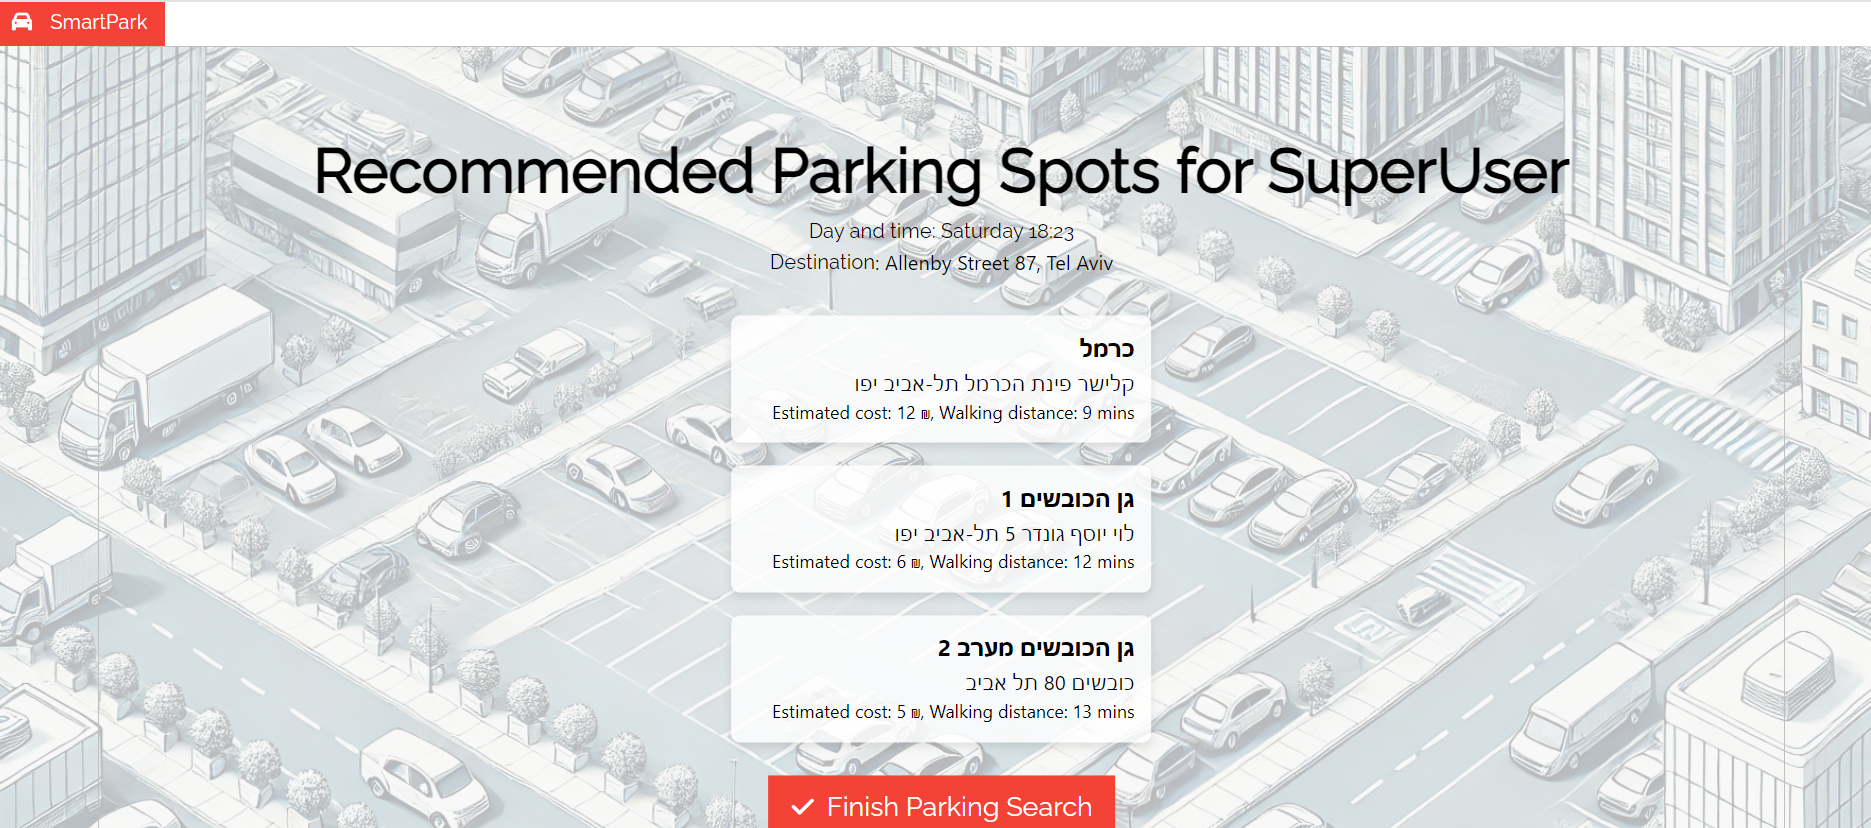 SmartPark
Recommended Parking Spots for SuperUser
Day and time: Saturday 18:23
Destination: Allenby Street 87, Tel Aviv
כרמל
קלישר פינת הכרמל תל-אביב יפו
Estimated cost: 12 ₪, Walking distance: 9 mins
גן הכובשים 1
לוי יוסף גונדר 5 תל-אביב יפו
Estimated cost: 6 ₪, Walking distance: 12 mins
גן הכובשים מערב 2
כובשים 80 תל אביב
Estimated cost: 5 ₪, Walking distance: 13 mins
Finish Parking Search